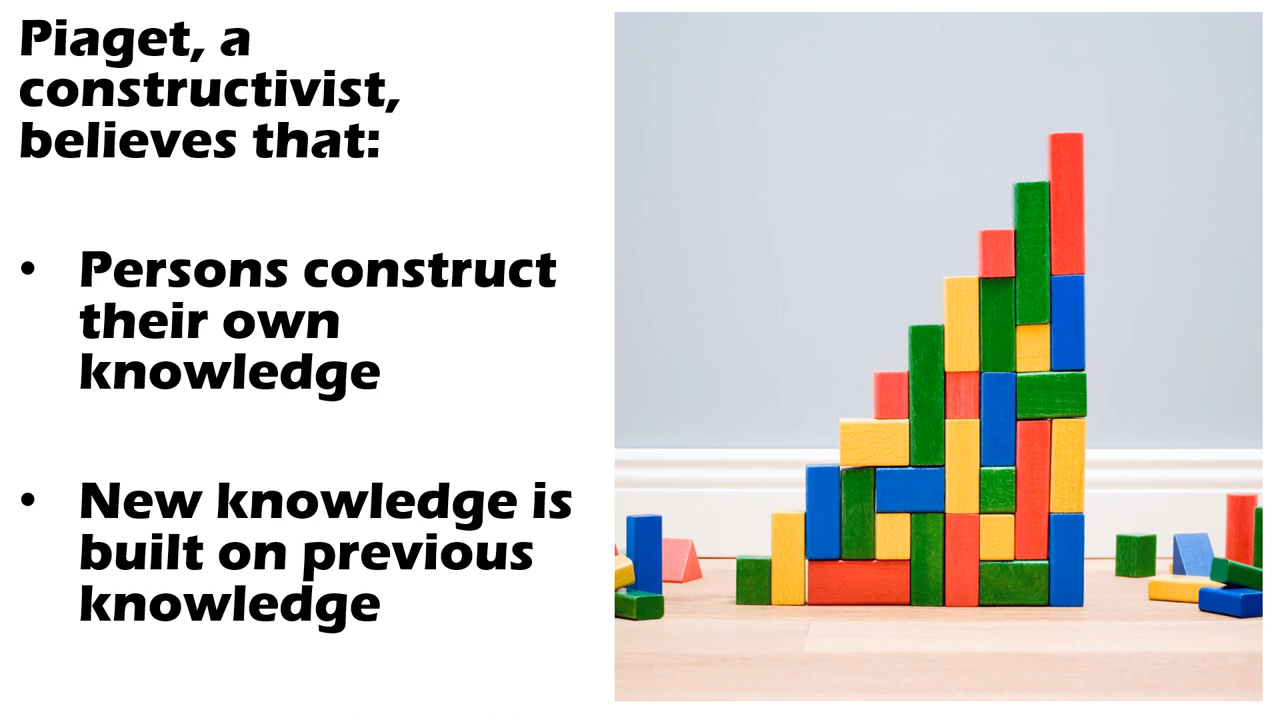 Piaget, a
constructivist,
believes that:
• Persons construct
their own
knowledge
• New knowledge is
built on previous
knowledge